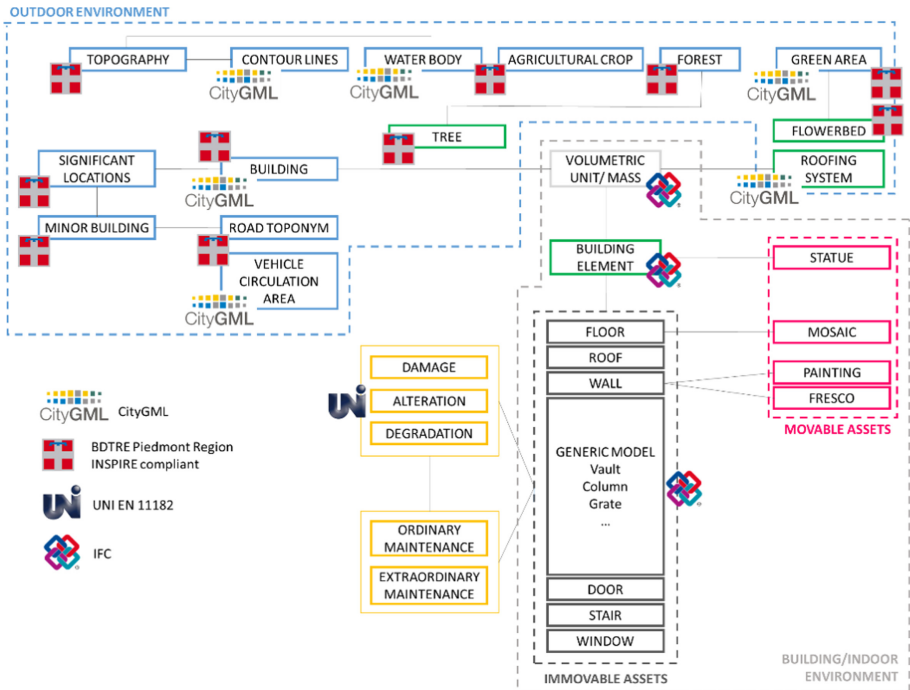 OUTDOOR ENVIRONMENT
TOPOGRAPHY
CONTOUR LINES
WATER BODY
AGRICULTURAL CROP
FOREST
GREEN AREA
CityGML
CityGML
CityGML
TREE
FLOWERBED
SIGNIFICANT
LOCATIONS
BUILDING
CityGML
VOLUMETRIC
UNIT/ MASS
ROOFING
SYSTEM
CityGML
MINOR BUILDING
ROAD TOPONYM
VEHICLE
CIRCULATION
AREA
CityGML
BUILDING
ELEMENT
STATUE
FLOOR
MOSAIC
ROOF
WALL
PAINTING
FRESCO
MOVABLE ASSETS
DAMAGE
UNI
ALTERATION
DEGRADATION
GENERIC MODEL
Vault
Column
Grate
...
ORDINARY
MAINTENANCE
EXTRAORDINARY
MAINTENANCE
DOOR
STAIR
WINDOW
IMMOVABLE ASSETS
BUILDING/INDOOR
ENVIRONMENT
CityGML CityGML
BDTRE Piedmont Region
INSPIRE compliant
UNI UNI EN 11182
IFC